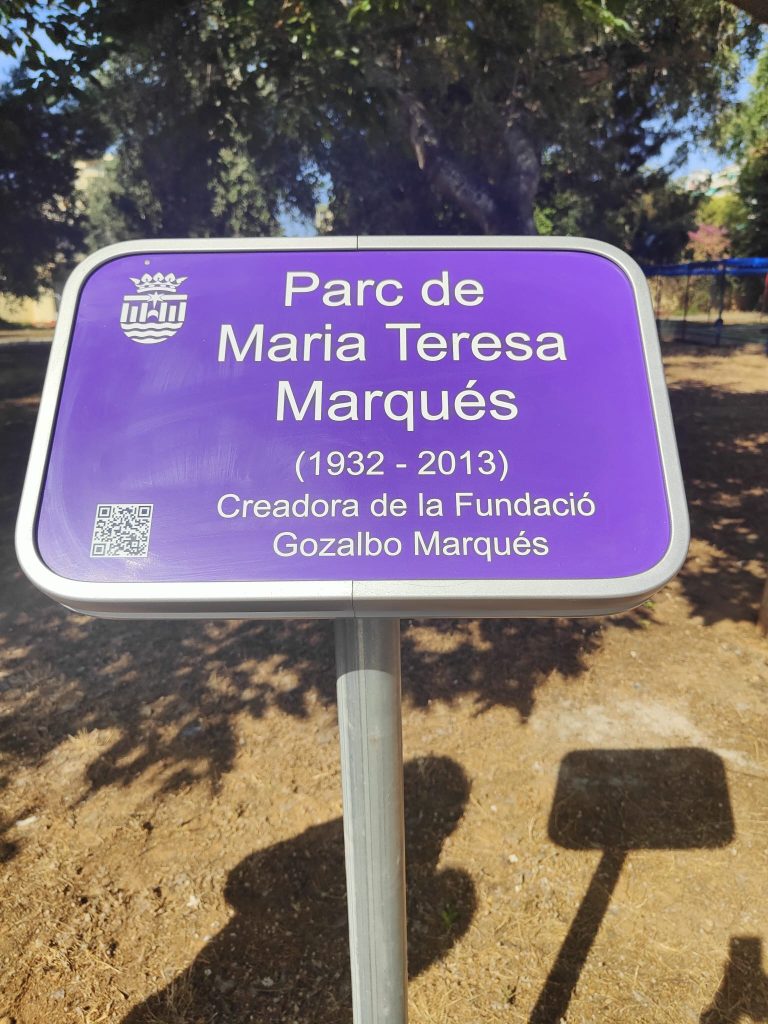 Parc de
Maria Teresa
Marqués
(1932 - 2013)
Creadora de la Fundació
Gozalbo Marqués